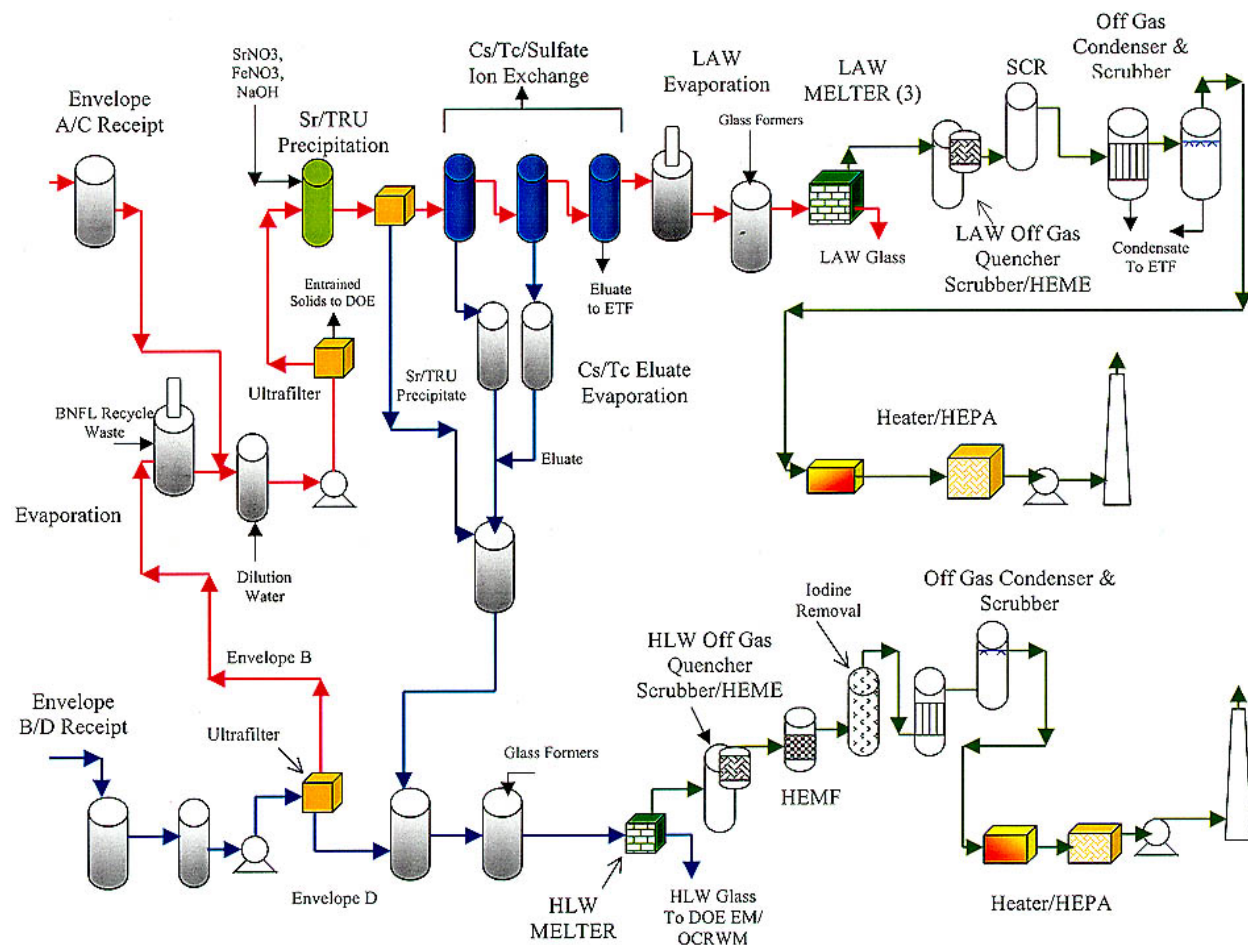 SrNO3,
FeNO3,
NaOH
Cs/Tc/Sulfate
Ion Exchange
LAW
Evaporation
LAW
MELTER (3)
SCR
Off Gas
Condenser &
Scrubber
Envelope
A/C Receipt
Sr/TRU
Precipitation
Glass Formers
Entrained
Solids to DOE
Eluate
to ETF
LAW Glass
LAW Off Gas
Quencher
Scrubber/HEME
Condensate
To ETF
Ultrafilter
Sr/TRU
Precipitate
Cs/Tc Eluate
Evaporation
BNFL Recycle
Waste
Heater/HEPA
Eluate
Evaporation
Dilution
Water
Off Gas Condenser &
Scrubber
Iodine
Removal
Envelope B
HLW Off Gas
Quencher
Scrubber/HEME
Envelope
B/D Receipt
Ultrafilter
Glass Formers
HEMF
Envelope D
HLW
MELTER
HLW Glass
To DOE EM/
OCRWM
Heater/HEPA